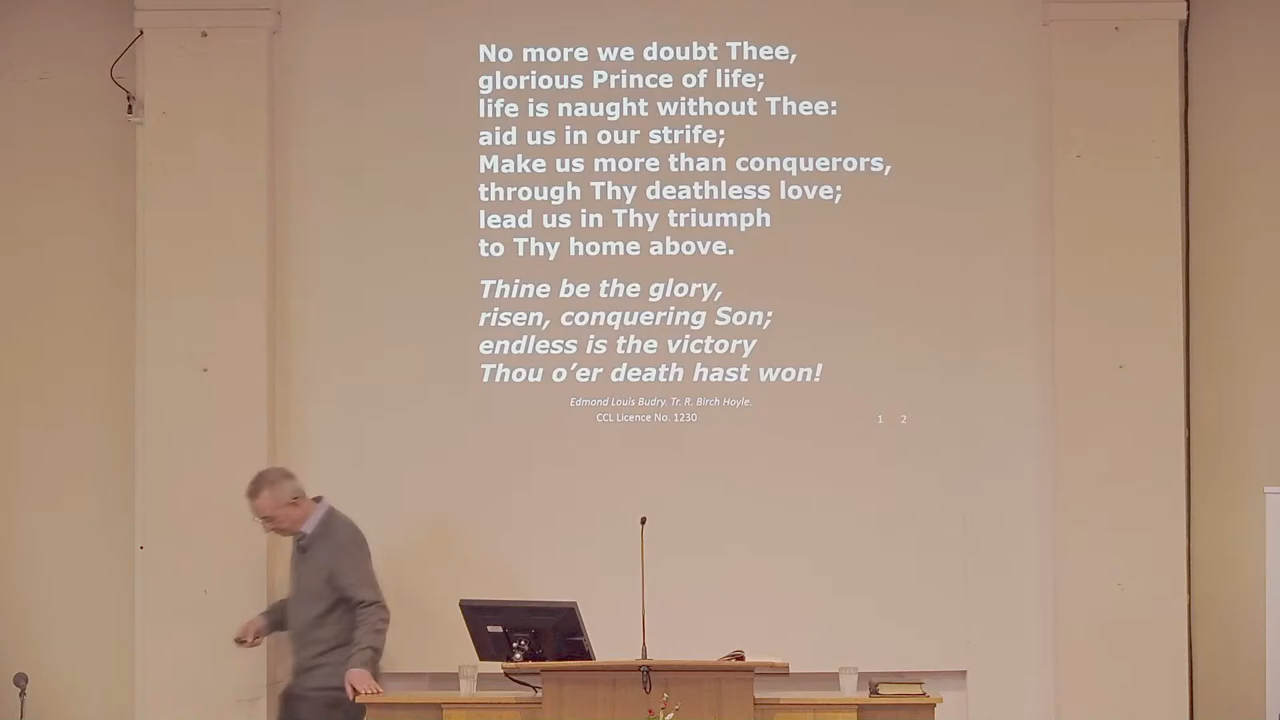 No more we doubt Thee,
glorious Prince of life;
life is naught without Thee:
aid us in our strife;
Make us more than conquerors,
through Thy deathless love;
lead us in Thy triumph
to Thy home above.
Thine be the glory,
risen, conquering Son;
endless is the victory
Thou o’er death hast won!
Edmond Louis Budry. Tr. R. Birch Hoyle.
CCL Licence No. 1230
1 2